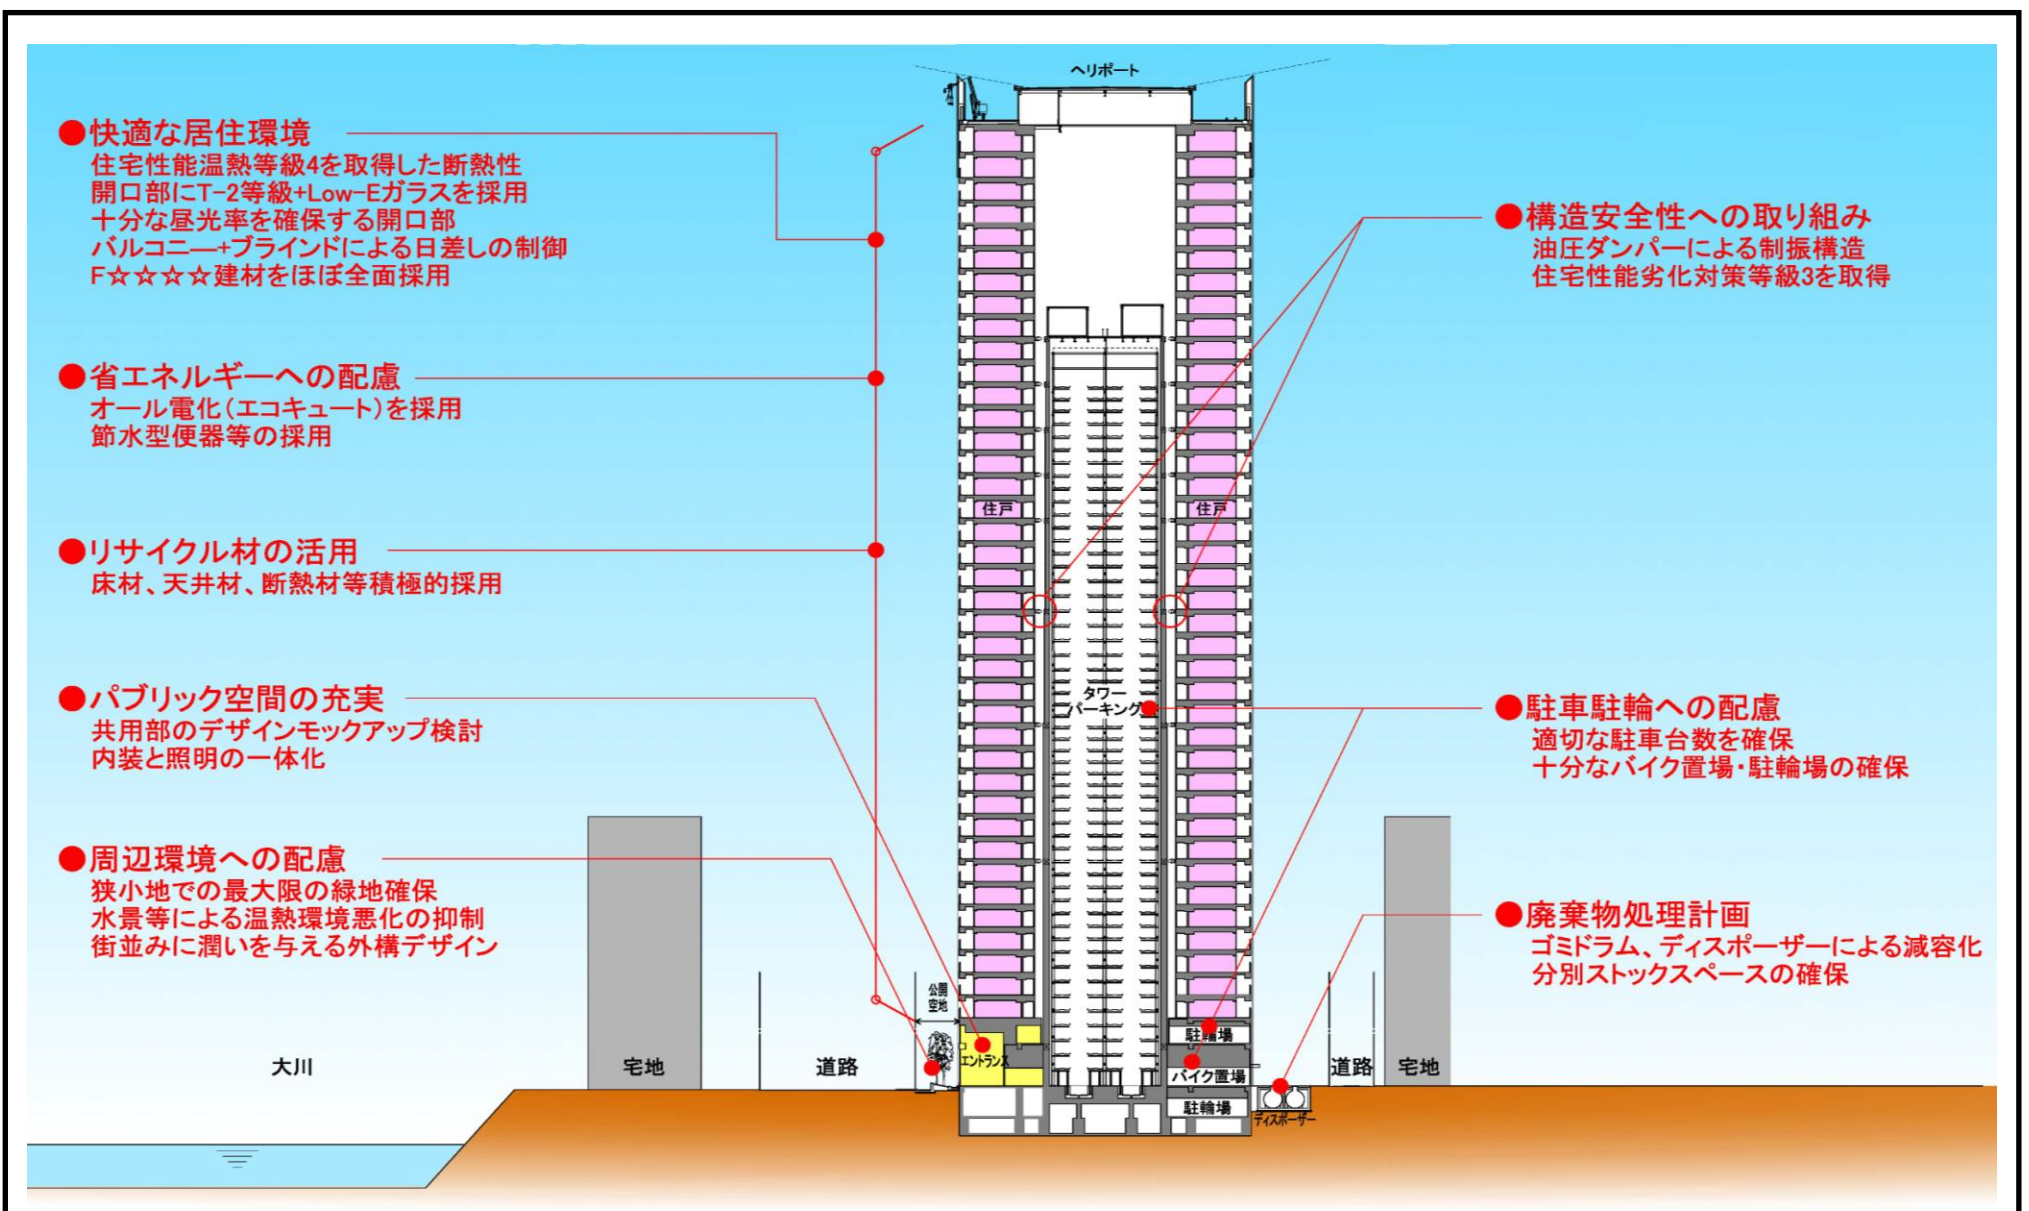 ヘリポート
●快適な居住環境
住宅性能温熱等級4を取得した断熱性
開口部にT-2等級+Low-Eガラスを採用
十分な昼光率を確保する開口部
バルコニ―+ブラインドによる日差しの制御
F☆☆☆☆建材をほぼ全面採用
●省エネルギーへの配慮
オール電化(エコキュート)を採用
節水型便器等の採用
●リサイクル材の活用
床材、天井材、断熱材等積極的採用
●パブリック空間の充実
共用部のデザインモックアップ検討
内装と照明の一体化
●周辺環境への配慮
狭小地での最大限の緑地確保
水景等による温熱環境悪化の抑制
街並みに潤いを与える外構デザイン
●構造安全性への取り組み
油圧ダンパーによる制振構造
住宅性能劣化対策等級3を取得
●駐車駐輪への配慮
適切な駐車台数を確保
十分なバイク置場・駐輪場の確保
●廃棄物処理計画
ゴミドラム、ディスポーザーによる減容化
分別ストックスペースの確保
住戸
住戸
タワー
パーキング
公開
空地
大川
宅地
道路
エントランス
駐輪場
バイク置場
駐輪場
ディスポーザー
道路
宅地